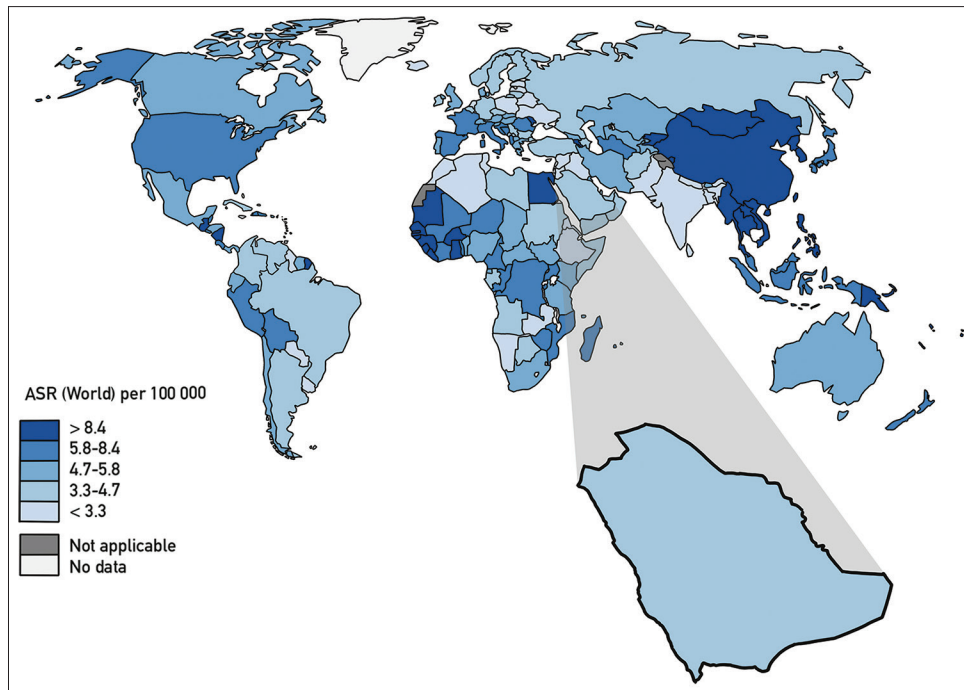 ASR (World) per 100 000
> 8.4
5.8–8.4
4.7–5.8
3.3–4.7
< 3.3
Not applicable
No data